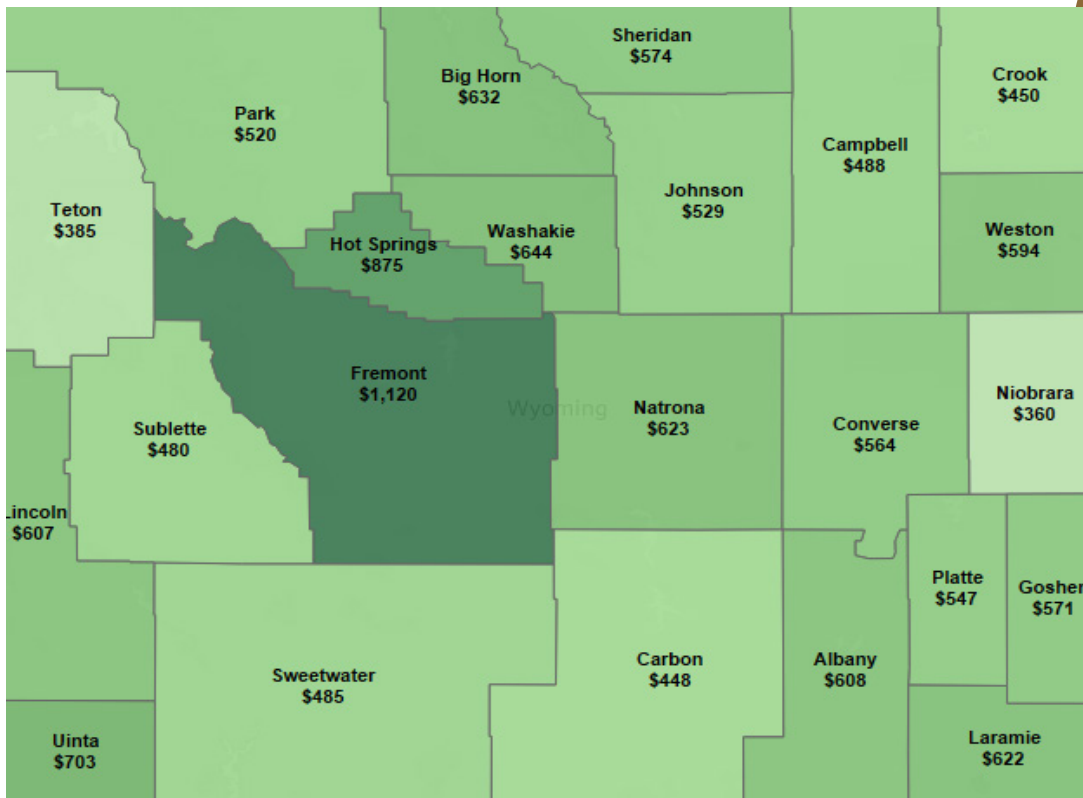 Sheridan
$574
Big Horn
$632
Crook
$450
Park
$520
Campbell
$488
Johnson
$529
Teton
$385
Hot Springs
$875
Washakie
$644
Weston
$594
Fremont
$1,120
Wyoming
Natrona
$623
Converse
$564
Niobrara
$360
Sublette
$480
Lincoln
$607
Platte
$547
Goshen
$571
Sweetwater
$485
Carbon
$448
Albany
$608
Uinta
$703
Laramie
$622